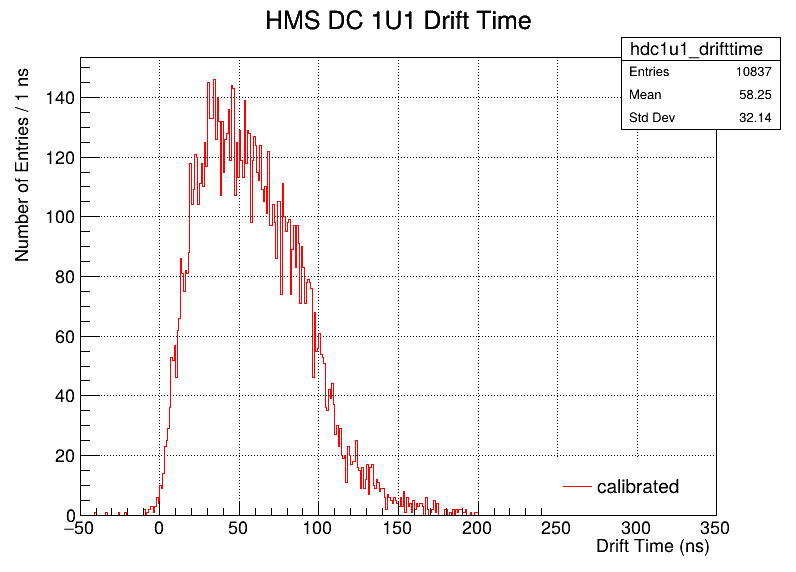 HMS DC 1U1 Drift Time
hdc1u1_drifttime
Entries 10837
Mean 58.25
Std Dev 32.14
Number of Entries / 1 ns
140
120
100
80
60
40
20
0
calibrated
−50 0 50 100 150 200 250 300 350
Drift Time (ns)